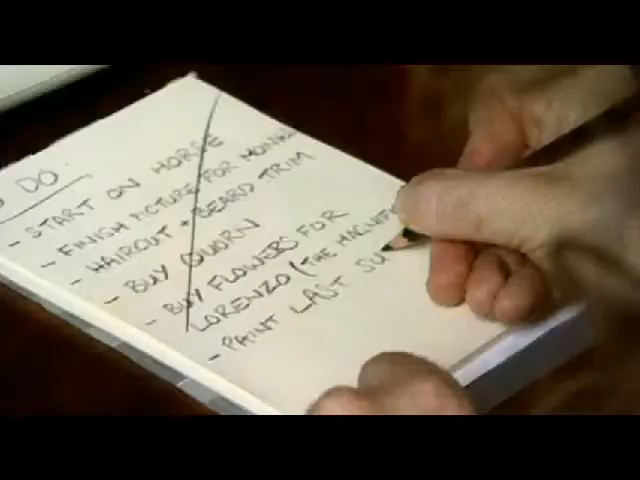 O DO
- START ON HORSE
- FINISH PICTURE FOR MONKS
- HAIRCUT + BEARD TRIM
- BUY QUORN
- BUY FLOWERS FOR
LORENZO (THE MAGNIF
- PAINT LAST SU